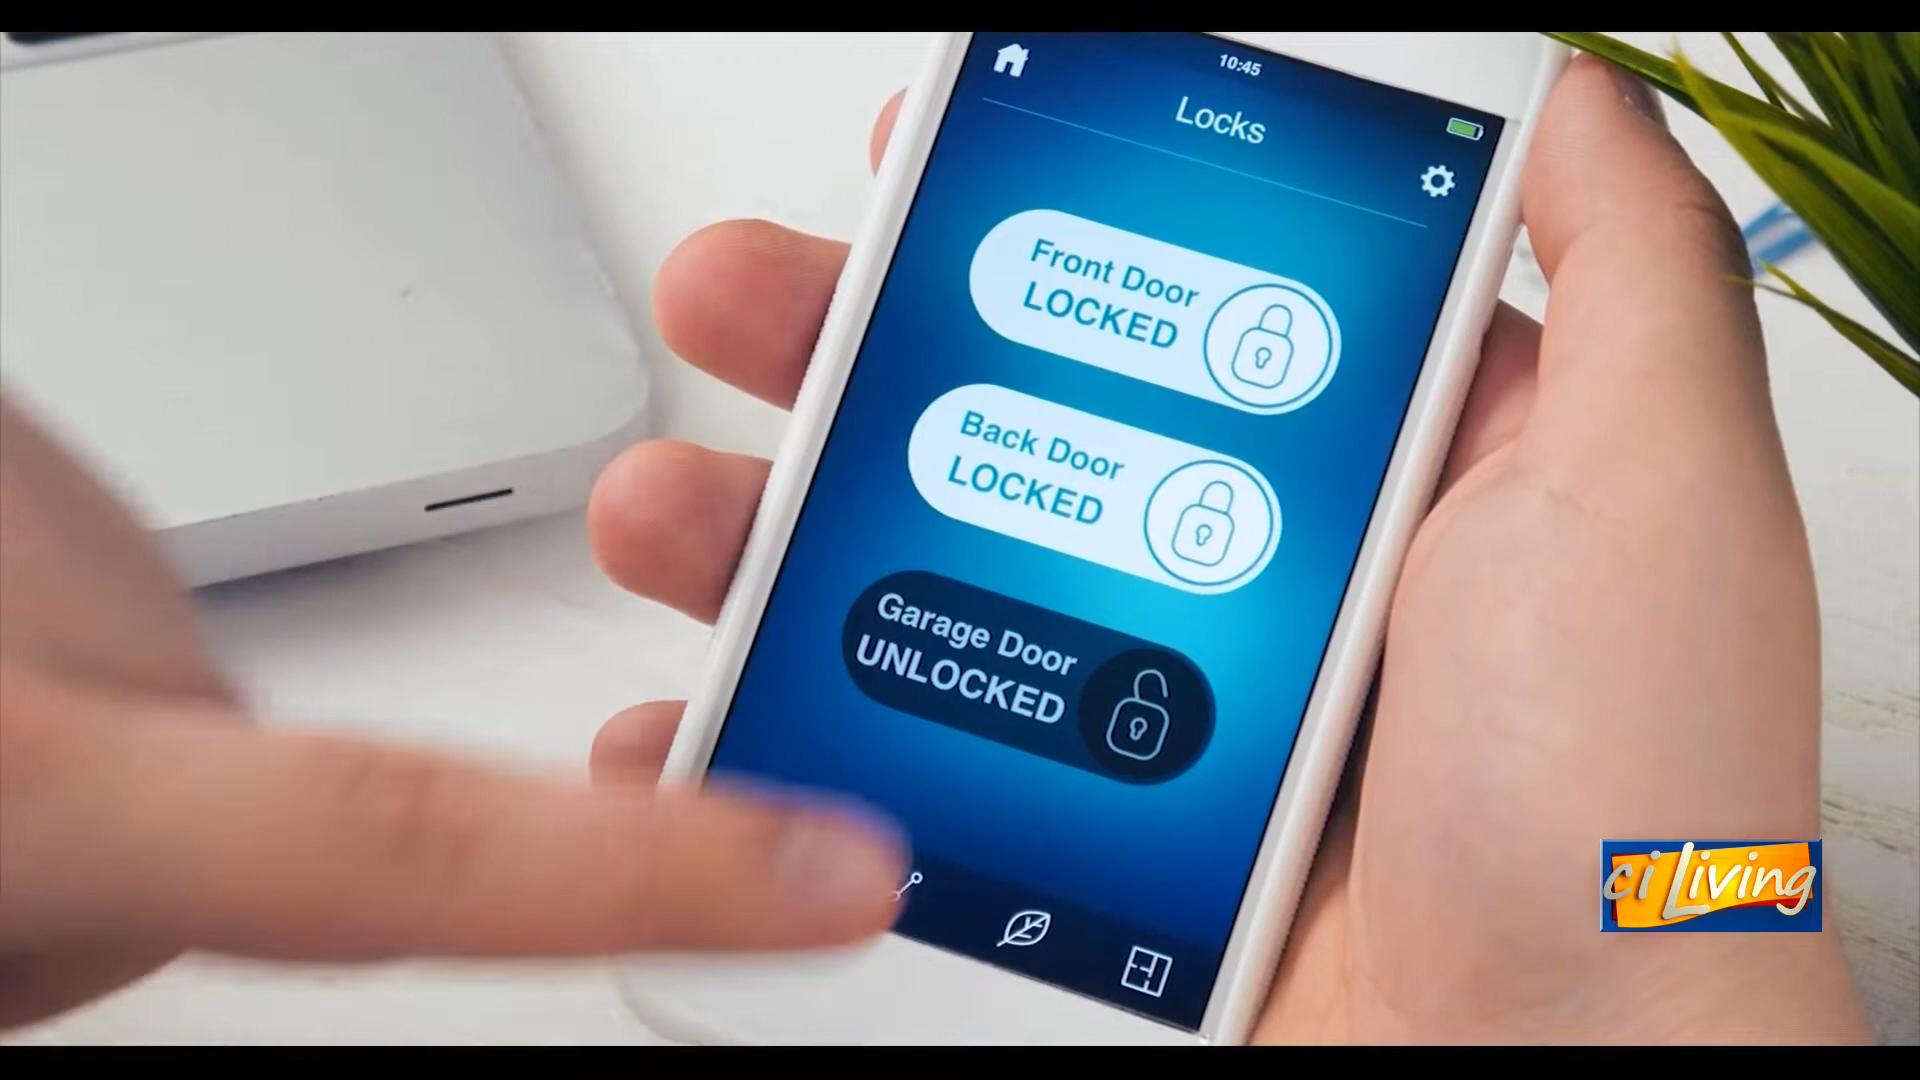 10:45
Locks
Front Door
LOCKED
Back Door
LOCKED
Garage Door
UNLOCKED
ci Living